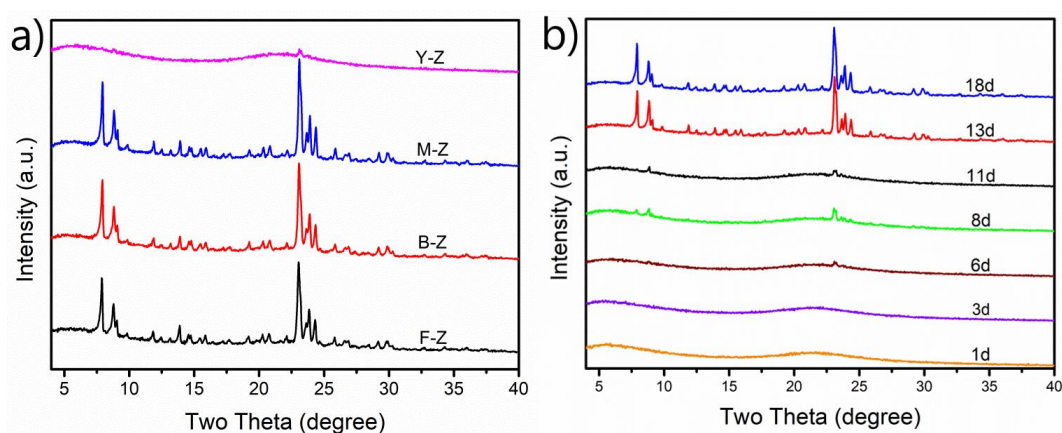 a)
Y-Z
M-Z
B-Z
F-Z
Intensity (a.u.)
5 10 15 20 25 30 35 40
Two Theta (degree)
b)
18d
13d
11d
8d
6d
3d
1d
Intensity (a.u.)
5 10 15 20 25 30 35 40
Two Theta (degree)